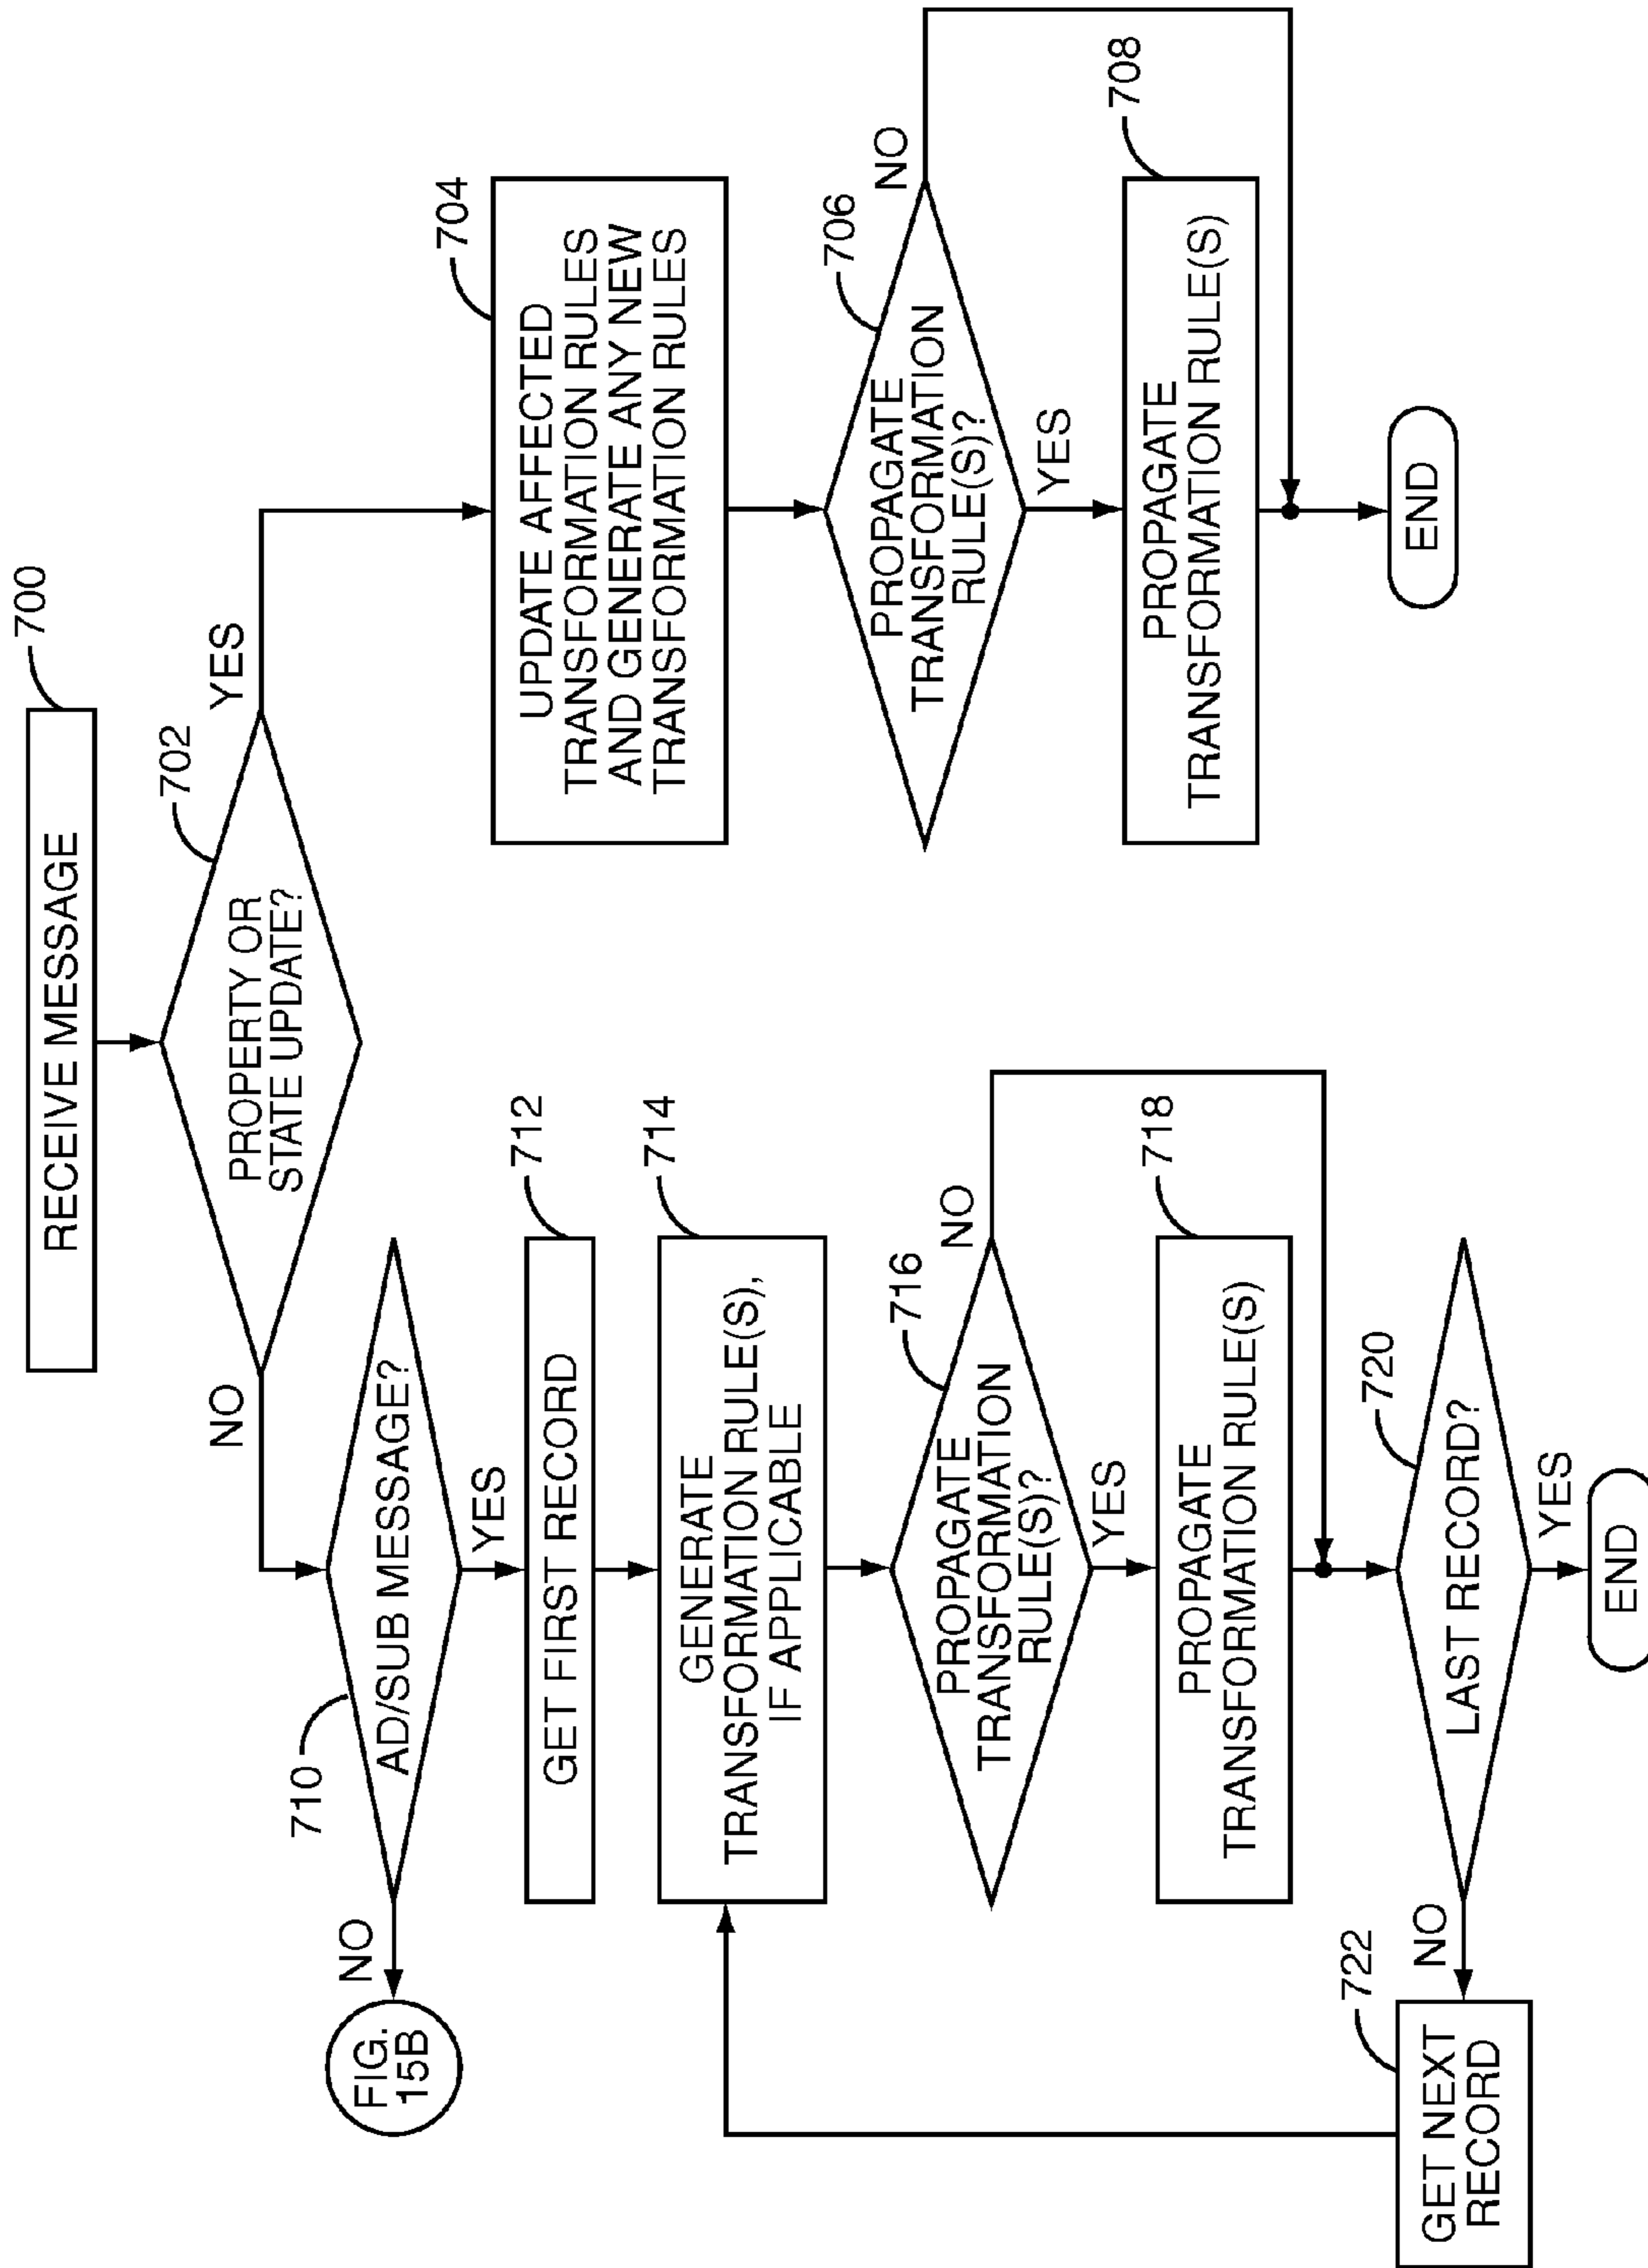 RECEIVE MESSAGE
700
PROPERTY OR
STATE UPDATE?
702
YES
NO
UPDATE AFFECTED
TRANSFORMATION RULES
AND GENERATE ANY NEW
TRANSFORMATION RULES
704
PROPAGATE
TRANSFORMATION
RULE(S)?
706
NO
YES
PROPAGATE
TRANSFORMATION RULE(S)
708
END
AD/SUB MESSAGE?
710
NO
FIG.
15B
YES
GET FIRST RECORD
712
GENERATE
TRANSFORMATION RULE(S),
IF APPLICABLE
714
PROPAGATE
TRANSFORMATION
RULE(S)?
716
NO
YES
PROPAGATE
TRANSFORMATION RULE(S)
718
LAST RECORD?
720
NO
YES
GET NEXT
RECORD
722
END